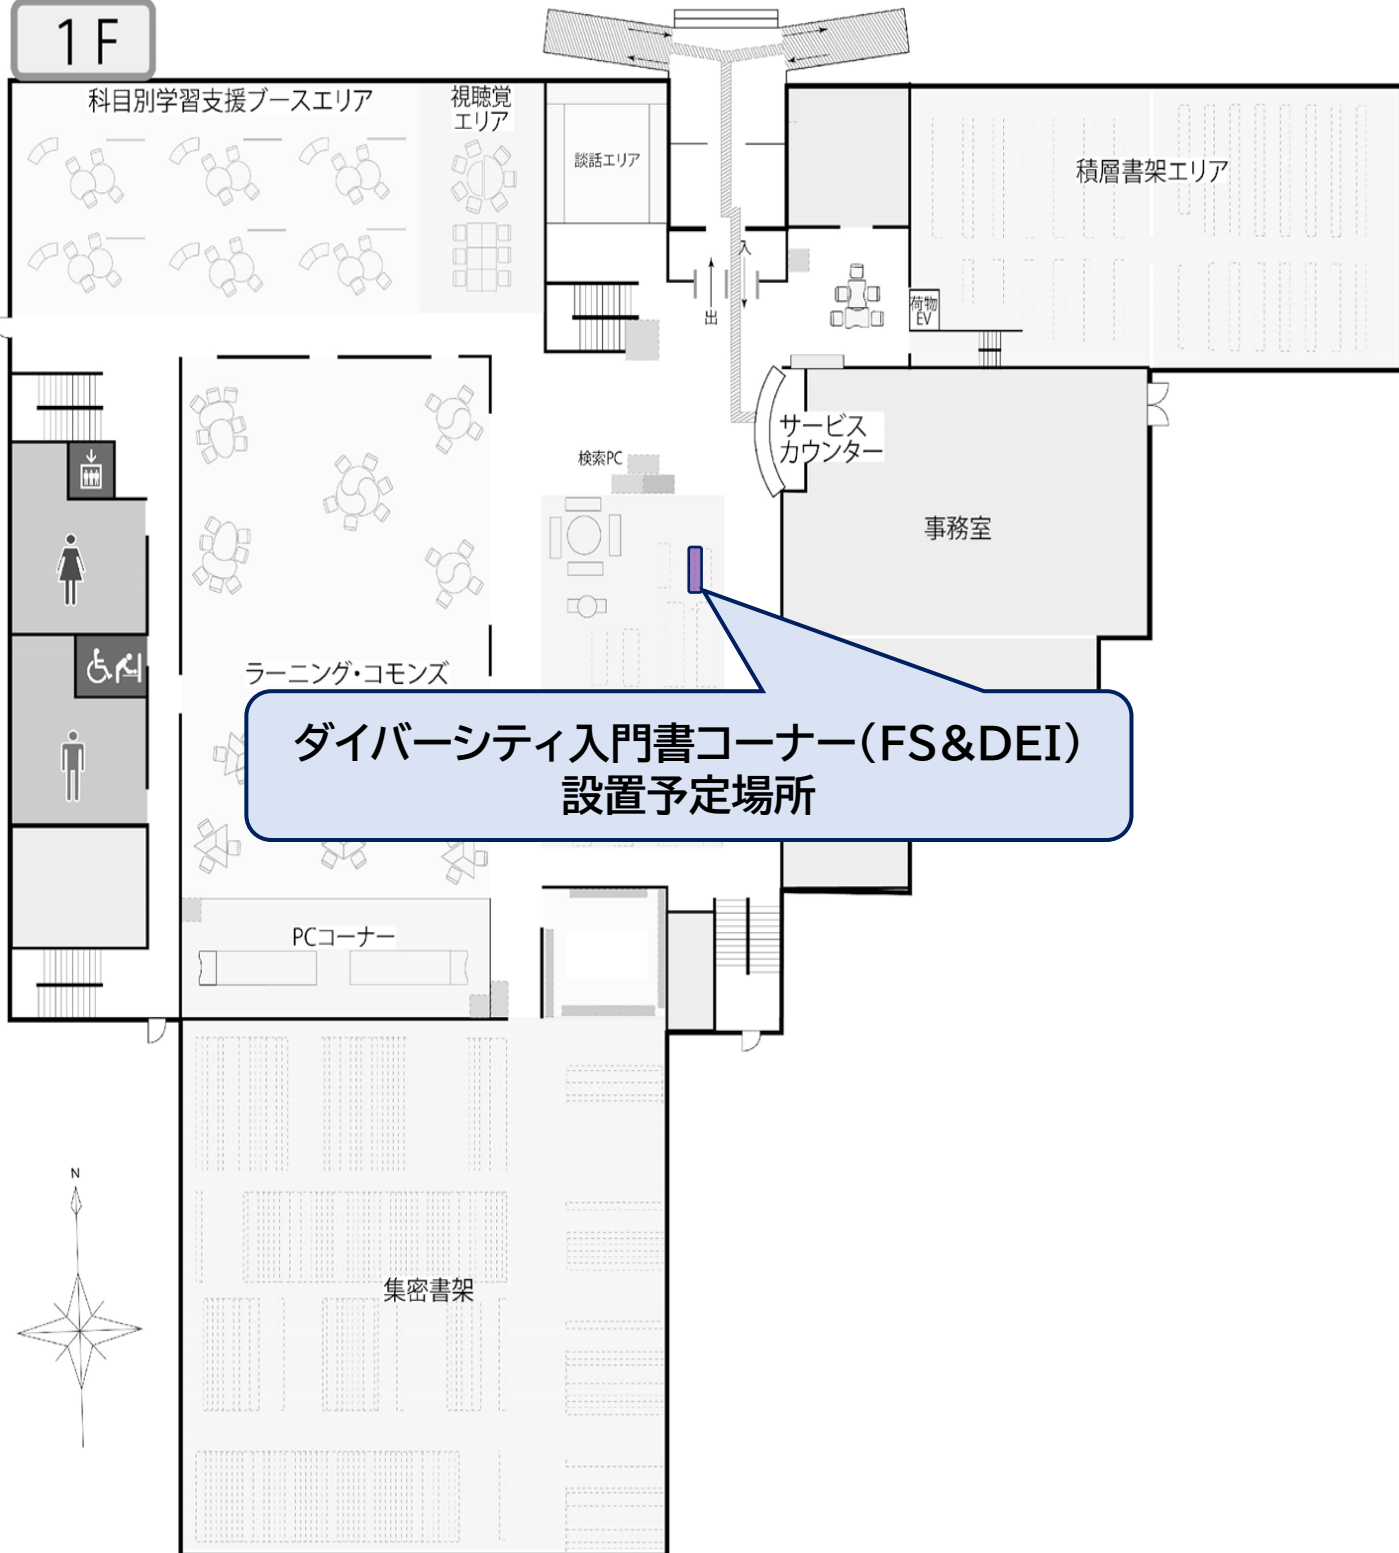 1F
科目別学習支援ブースエリア
視聴覚
エリア
談話エリア
積層書架エリア
入
出
荷物
EV
サービス
カウンター
検索PC
事務室
ラーニング・コモンズ
ダイバーシティ入門書コーナー(FS&DEI)
設置予定場所
PCコーナー
N
集密書架